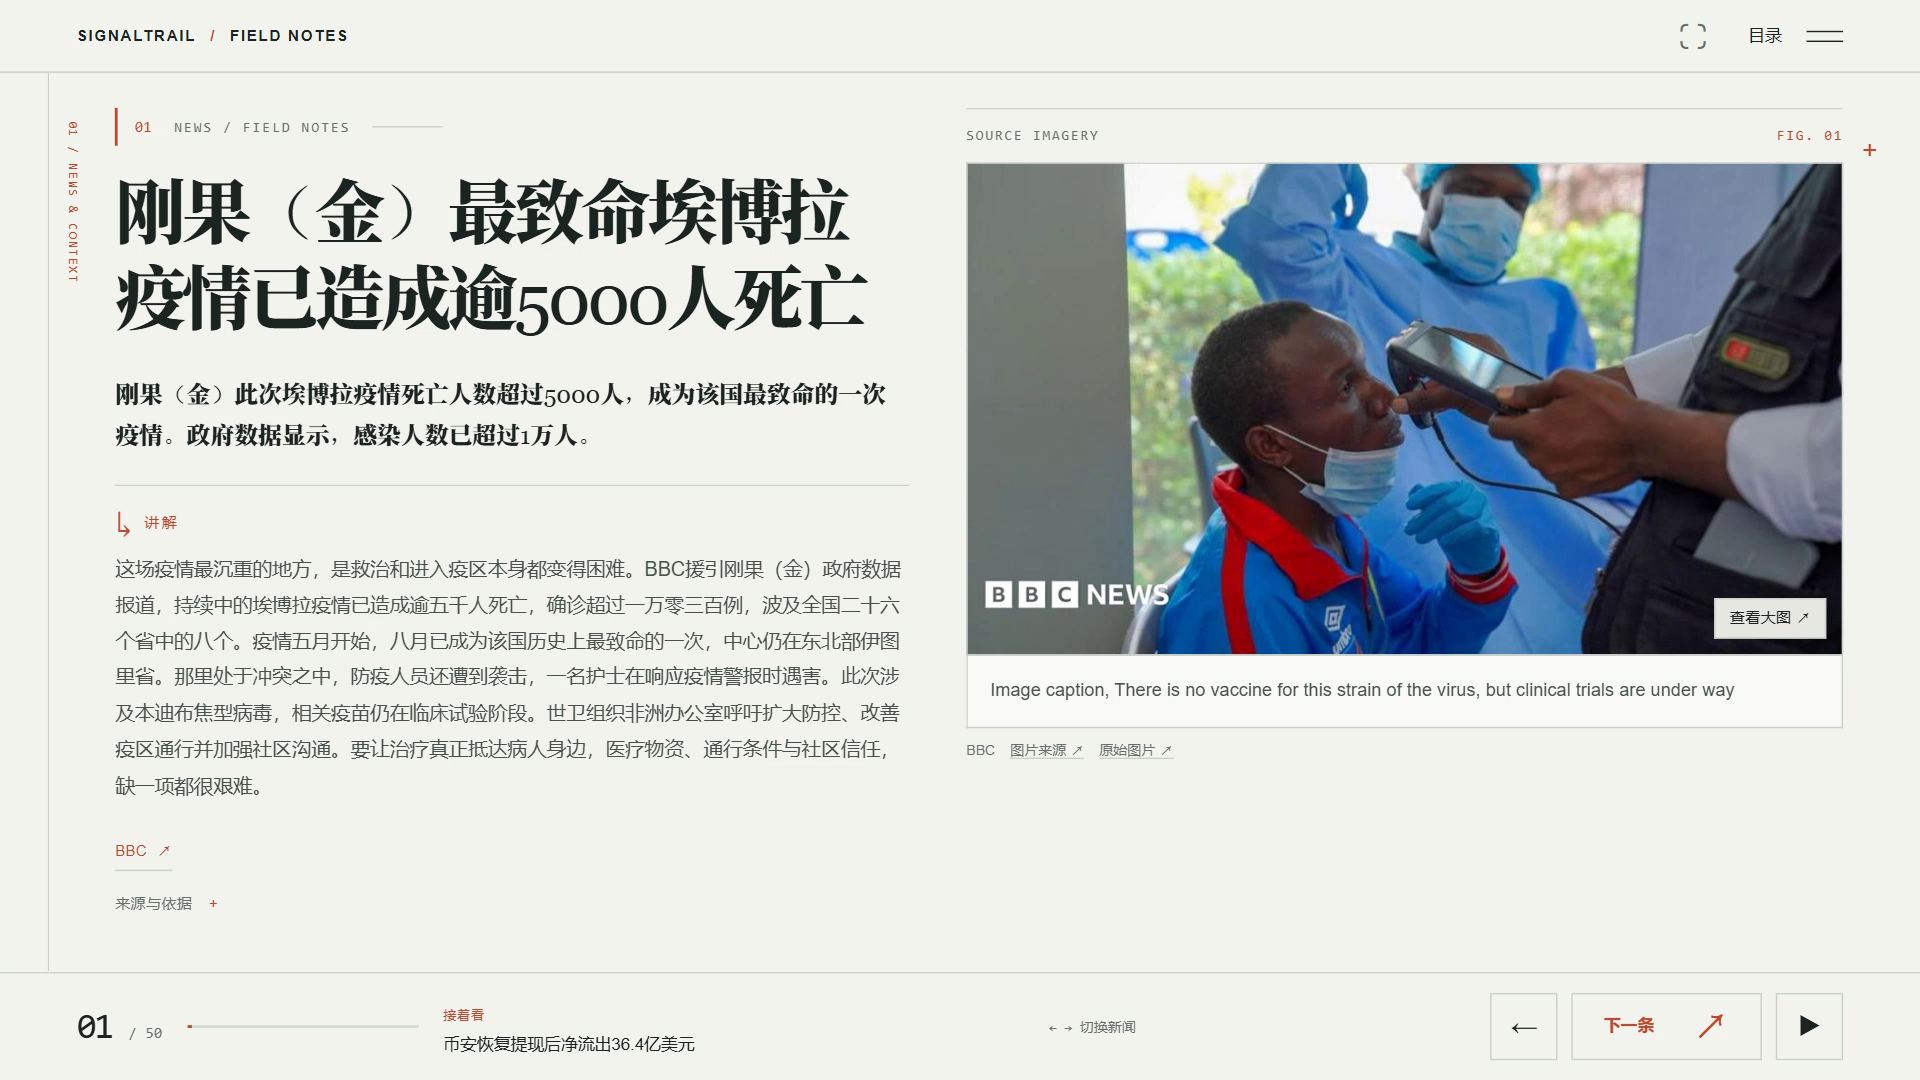 SIGNALTRAIL / FIELD NOTES
目录
01 / NEWS & CONTEXT
01 NEWS / FIELD NOTES
刚果（金）最致命埃博拉
疫情已造成逾5000人死亡
刚果（金）此次埃博拉疫情死亡人数超过5000人，成为该国最致命的一次
疫情。政府数据显示，感染人数已超过1万人。
讲解
这场疫情最沉重的地方，是救治和进入疫区本身都变得困难。BBC援引刚果（金）政府数据
报道，持续中的埃博拉疫情已造成逾五千人死亡，确诊超过一万零三百例，波及全国二十六
个省中的八个。疫情五月开始，八月已成为该国历史上最致命的一次，中心仍在东北部伊图
里省。那里处于冲突之中，防疫人员还遭到袭击，一名护士在响应疫情警报时遇害。此次涉
及本迪布焦型病毒，相关疫苗仍在临床试验阶段。世卫组织非洲办公室呼吁扩大防控、改善
疫区通行并加强社区沟通。要让治疗真正抵达病人身边，医疗物资、通行条件与社区信任，
缺一项都很艰难。
BBC ↗
来源与依据 +
SOURCE IMAGERY
FIG. 01
+
BBC NEWS
umbro
查看大图 ↗
Image caption, There is no vaccine for this strain of the virus, but clinical trials are under way
BBC 图片来源 ↗ 原始图片 ↗
01 / 50
接着看
币安恢复提现后净流出36.4亿美元
← → 切换新闻
←
下一条 ↗